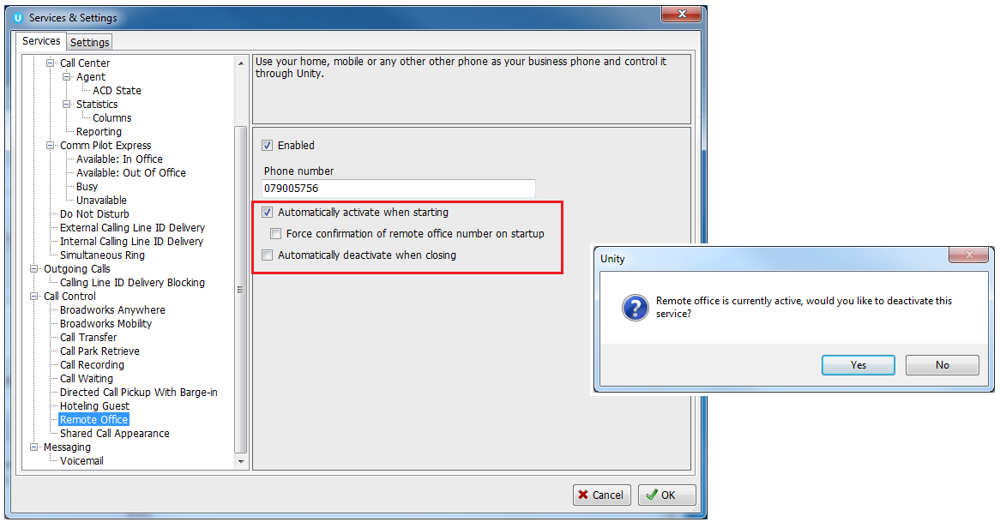 U Services & Settings
Services
Settings
Call Center
Agent
ACD State
Statistics
Columns
Reporting
Comm Pilot Express
Available: In Office
Available: Out Of Office
Busy
Unavailable
Do Not Disturb
External Calling Line ID Delivery
Internal Calling Line ID Delivery
Simultaneous Ring
Outgoing Calls
Calling Line ID Delivery Blocking
Call Control
Broadworks Anywhere
Broadworks Mobility
Call Transfer
Call Park Retrieve
Call Recording
Call Waiting
Directed Call Pickup With Barge-in
Hoteling Guest
Remote Office
Shared Call Appearance
Messaging
Voicemail
Use your home, mobile or any other other phone as your business phone and control it
through Unity.
Enabled
Phone number
079005756
Automatically activate when starting
Force confirmation of remote office number on startup
Automatically deactivate when closing
Cancel
OK
Unity
Remote office is currently active, would you like to deactivate this
service?
Yes
No